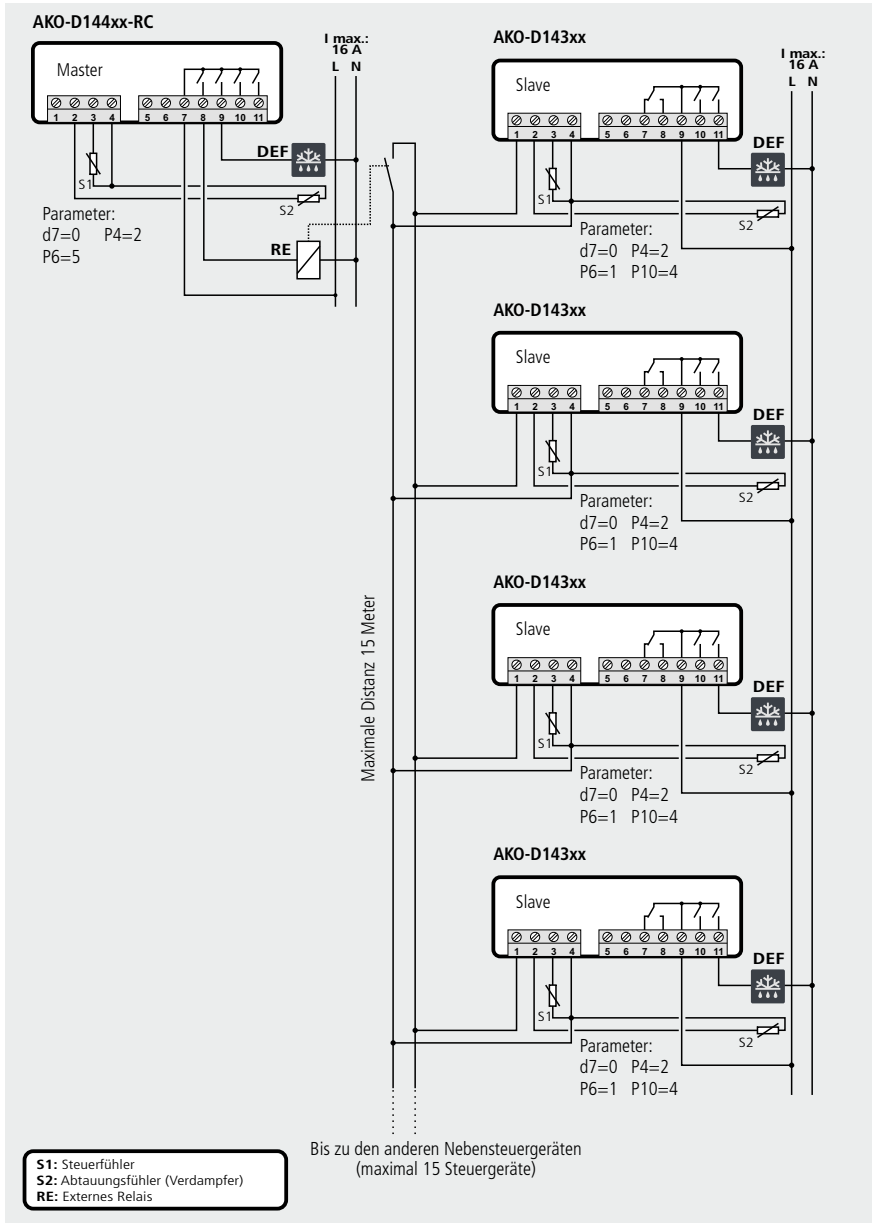 AKO-D144xx-RC
I max.:
16 A
L N
Master
1 2 3 4 5 6 7 8 9 10 11
DEF
S1
S2
Parameter:
d7=0 P4=2
P6=5
RE
AKO-D143xx
I max.:
16 A
L N
Slave
1 2 3 4 5 6 7 8 9 10 11
DEF
S1
S2
Parameter:
d7=0 P4=2
P6=1 P10=4
AKO-D143xx
Slave
1 2 3 4 5 6 7 8 9 10 11
DEF
S1
S2
Parameter:
d7=0 P4=2
P6=1 P10=4
Maximale Distanz 15 Meter
AKO-D143xx
Slave
1 2 3 4 5 6 7 8 9 10 11
DEF
S1
S2
Parameter:
d7=0 P4=2
P6=1 P10=4
AKO-D143xx
Slave
1 2 3 4 5 6 7 8 9 10 11
DEF
S1
S2
Parameter:
d7=0 P4=2
P6=1 P10=4
Bis zu den anderen Nebensteuergeräten
(maximal 15 Steuergeräte)
S1: Steuerfühler
S2: Abtauungsfühler (Verdampfer)
RE: Externes Relais